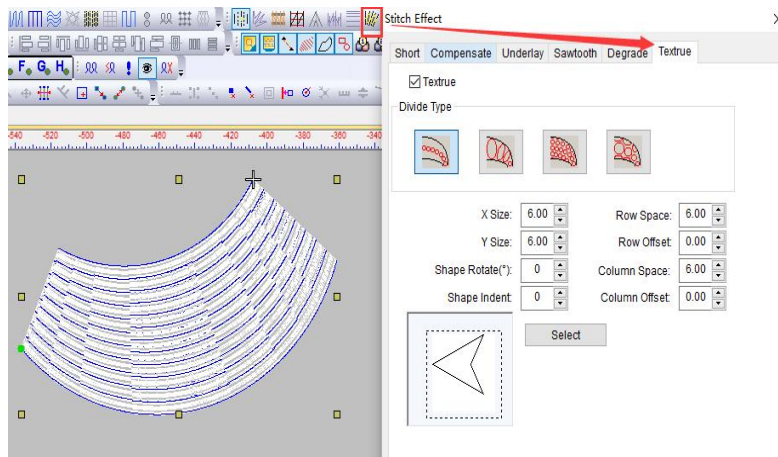 Stitch Effect
Short Compensate Underlay Sawtooth Degrade Textrue
Textrue
Divide Type
X Size: 6.00 Row Space: 6.00
Y Size: 6.00 Row Offset: 0.00
Shape Rotate(°): 0 Column Space: 6.00
Shape Indent: 0 Column Offset: 0.00
Select
F G H
-540 -520 -500 -480 -460 -440 -420 -400 -380 -360 -340